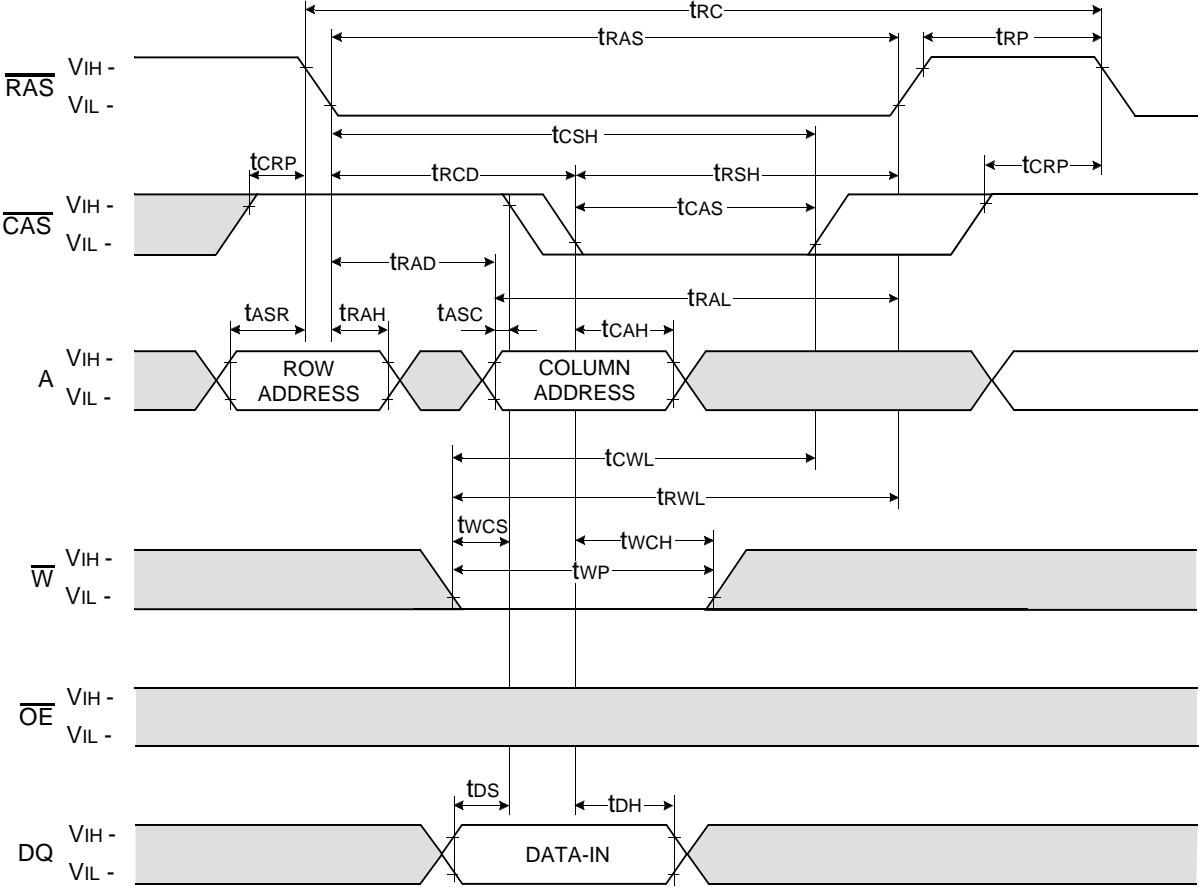 tRC
tRAS
tRP
RAS
VIH -
VIL -
tCSH
tCRP
tRCD
tRSH
tCRP
CAS
VIH -
VIL -
tCAS
tRAD
tRAL
tASR
tRAH
tASC
tCAH
A
VIH -
VIL -
ROW
ADDRESS
COLUMN
ADDRESS
tCWL
tRWL
tWCS
tWCH
W
VIH -
VIL -
tWP
OE
VIH -
VIL -
tDS
tDH
DQ
VIH -
VIL -
DATA-IN